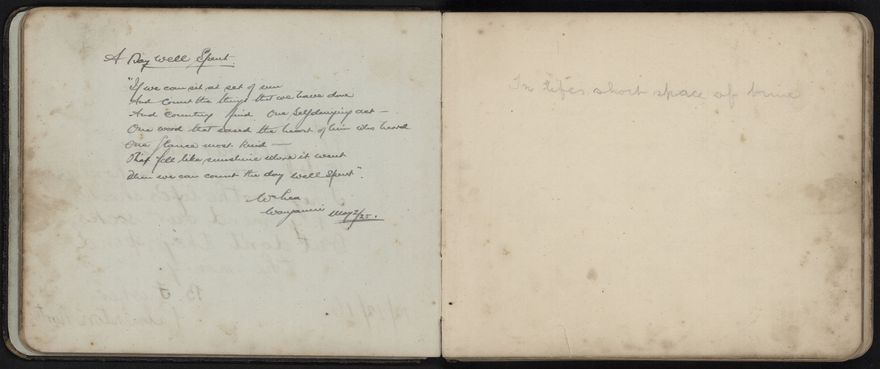 A Day Well Spent.
"If we can sit at set of sun
And Count the things that we have done
And Counting find One Selfdenying act —
One word that eased the heart of him who heard
One Glance most Kind —
That fell like sunshine where it went
Then we can count the day Well Spent".
May 2/25.
In lifes short space of time